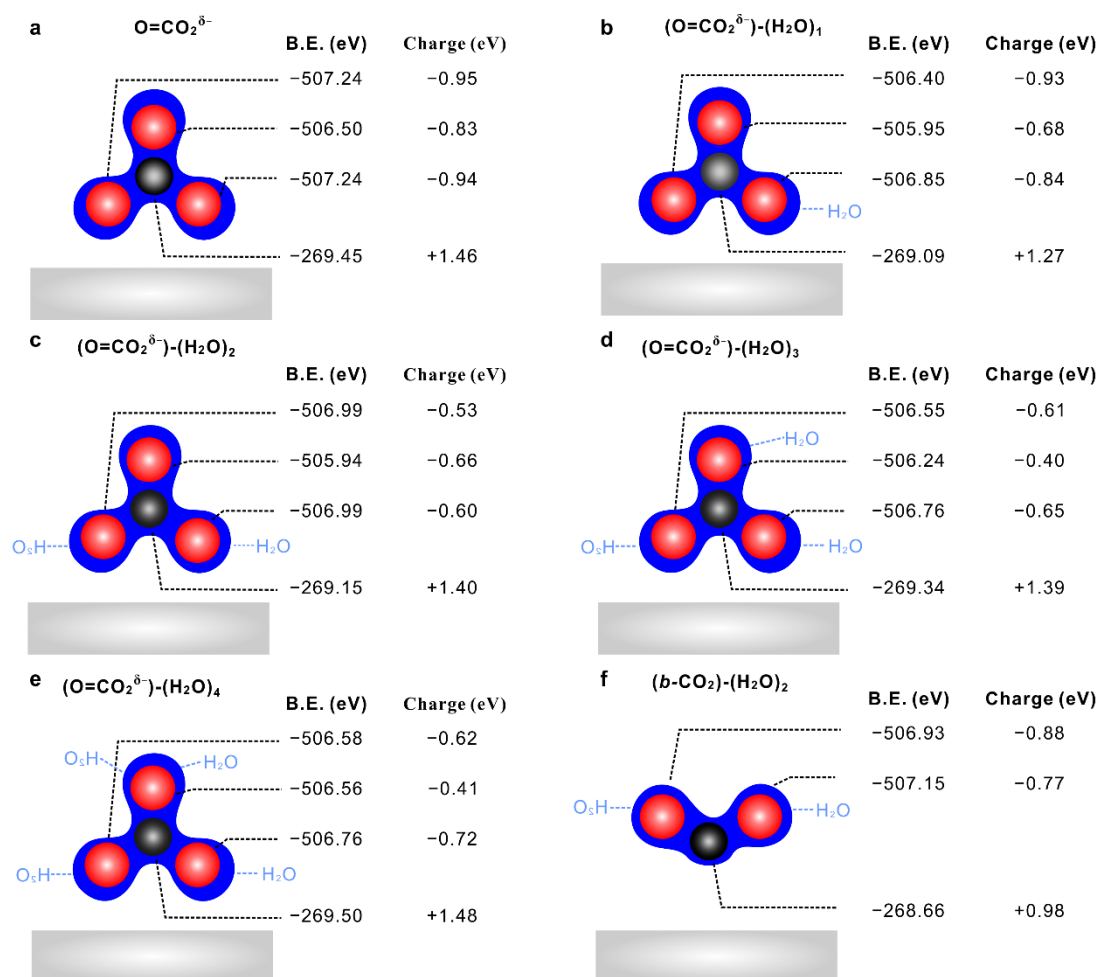 a
O=CO₂ᵟ⁻
B.E. (eV) Charge (eV)
−507.24 −0.95
−506.50 −0.83
−507.24 −0.94
−269.45 +1.46
b
(O=CO₂ᵟ⁻)-(H₂O)₁
B.E. (eV) Charge (eV)
−506.40 −0.93
−505.95 −0.68
−506.85 −0.84
H₂O
−269.09 +1.27
c
(O=CO₂ᵟ⁻)-(H₂O)₂
B.E. (eV) Charge (eV)
−506.99 −0.53
−505.94 −0.66
−506.99 −0.60
H₂O H₂O
−269.15 +1.40
d
(O=CO₂ᵟ⁻)-(H₂O)₃
B.E. (eV) Charge (eV)
−506.55 −0.61
H₂O
−506.24 −0.40
−506.76 −0.65
H₂O H₂O
−269.34 +1.39
e
(O=CO₂ᵟ⁻)-(H₂O)₄
B.E. (eV) Charge (eV)
−506.58 −0.62
H₂O H₂O
−506.56 −0.41
−506.76 −0.72
H₂O H₂O
−269.50 +1.48
f
(b-CO₂)-(H₂O)₂
B.E. (eV) Charge (eV)
−506.93 −0.88
−507.15 −0.77
H₂O H₂O
−268.66 +0.98